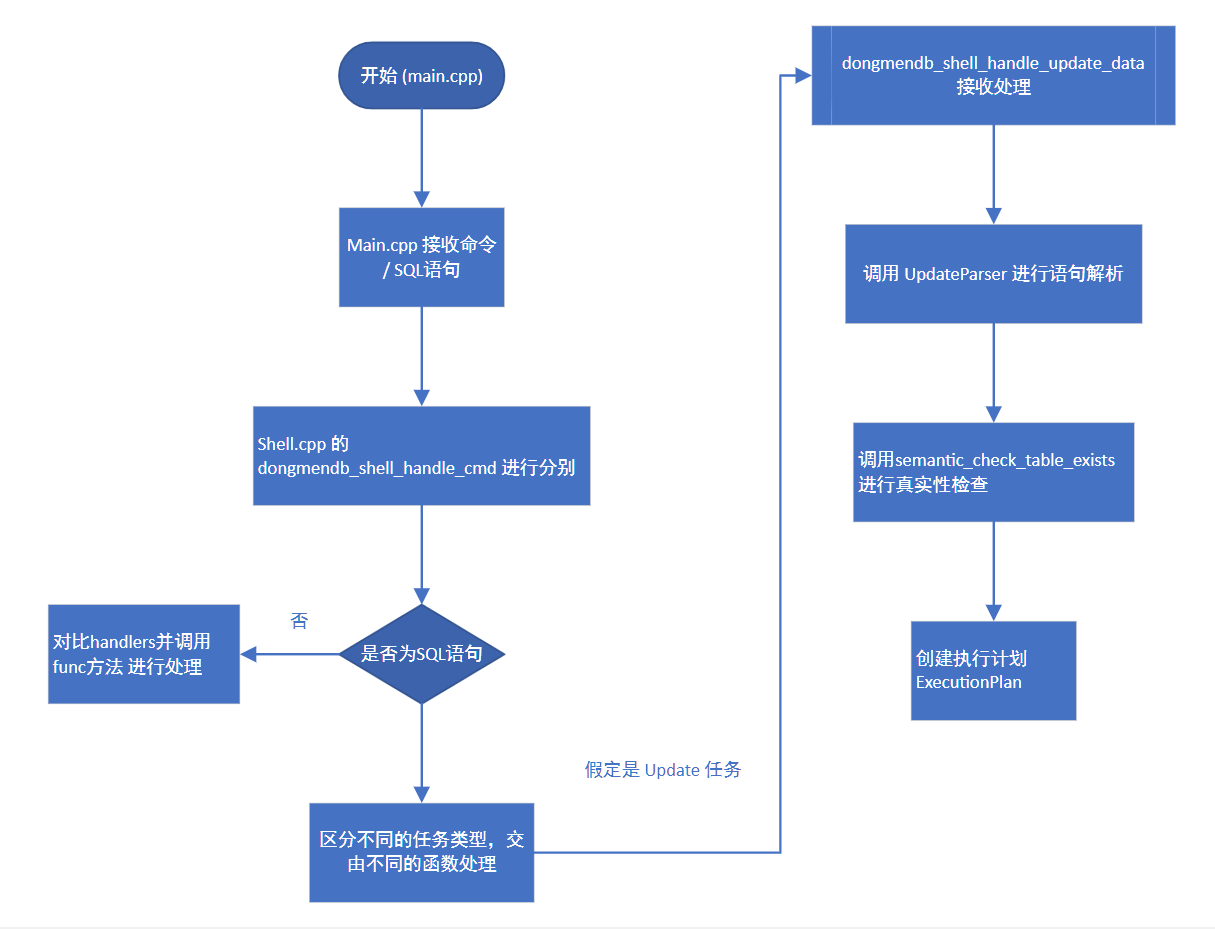 开始 (main.cpp)
Main.cpp 接收命令
/ SQL语句
Shell.cpp 的
dongmendb_shell_handle_cmd 进行分别
是否为SQL语句
否
对比handlers并调用
func方法 进行处理
区分不同的任务类型，交
由不同的函数处理
假定是 Update 任务
dongmendb_shell_handle_update_data
接收处理
调用 UpdateParser 进行语句解析
调用semantic_check_table_exists
进行真实性检查
创建执行计划
ExecutionPlan